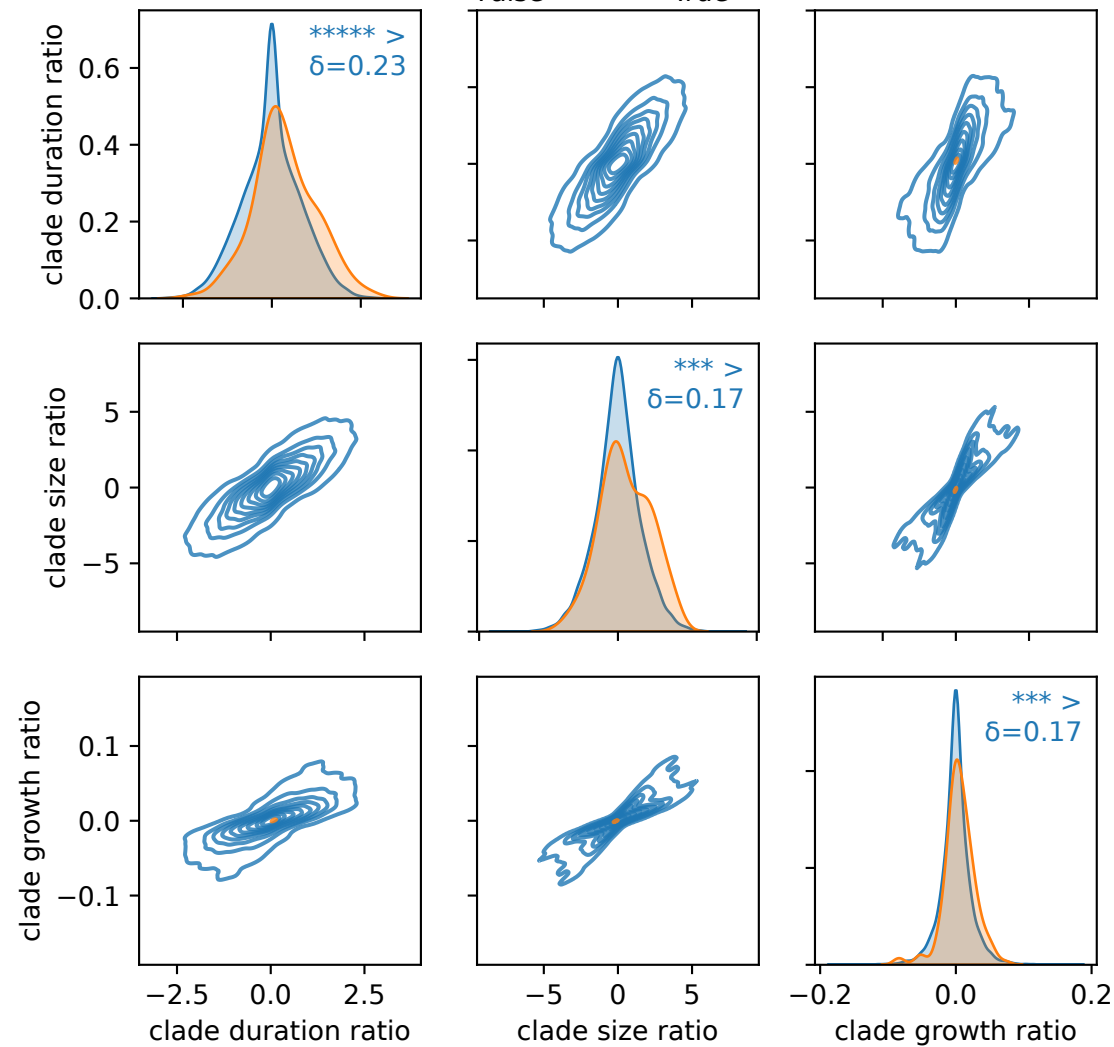 clade duration ratio
0.6
0.4
0.2
0.0
***** >
δ=0.23
clade size ratio
5
0
−5
*** >
δ=0.17
clade growth ratio
0.1
0.0
−0.1
*** >
δ=0.17
−2.5 0.0 2.5
−5 0 5
−0.2 0.0 0.2
clade duration ratio
clade size ratio
clade growth ratio